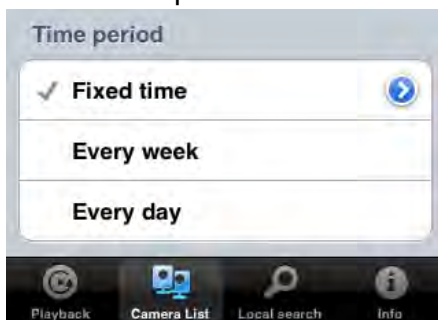 Time period
Fixed time
Every week
Every day
Playback Camera List Local search Info